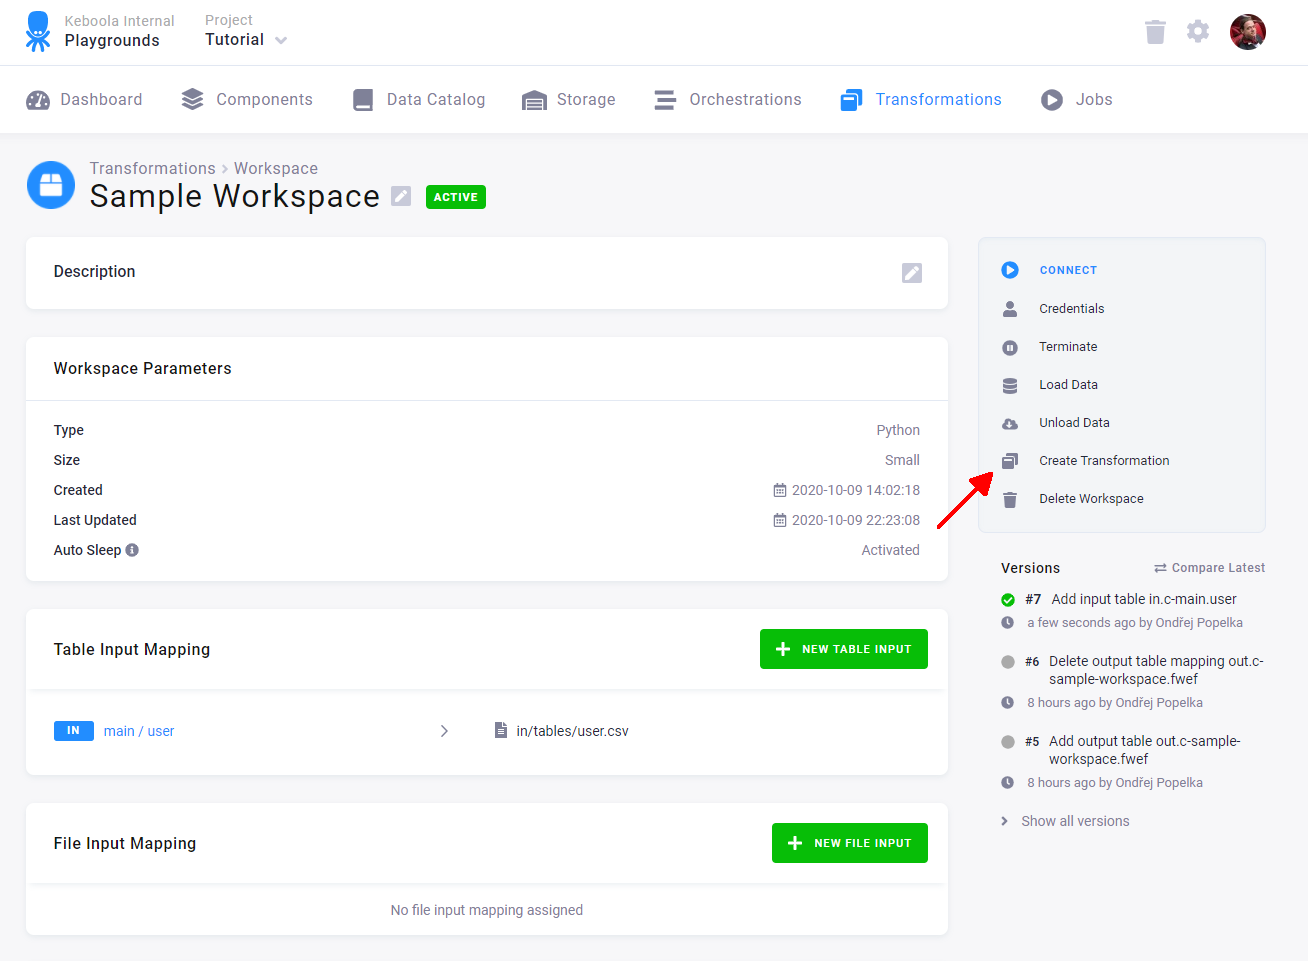 Keboola Internal
Playgrounds
Project
Tutorial
Dashboard
Components
Data Catalog
Storage
Orchestrations
Transformations
Jobs
Transformations > Workspace
Sample Workspace
ACTIVE
Description
Workspace Parameters
Type Python
Size Small
Created 2020-10-09 14:02:18
Last Updated 2020-10-09 22:23:08
Auto Sleep Activated
Table Input Mapping
NEW TABLE INPUT
IN main / user in/tables/user.csv
File Input Mapping
NEW FILE INPUT
No file input mapping assigned
CONNECT
Credentials
Terminate
Load Data
Unload Data
Create Transformation
Delete Workspace
Versions Compare Latest
#7 Add input table in.c-main.user
a few seconds ago by Ondřej Popelka
#6 Delete output table mapping out.c-
sample-workspace.fwef
8 hours ago by Ondřej Popelka
#5 Add output table out.c-sample-
workspace.fwef
8 hours ago by Ondřej Popelka
Show all versions